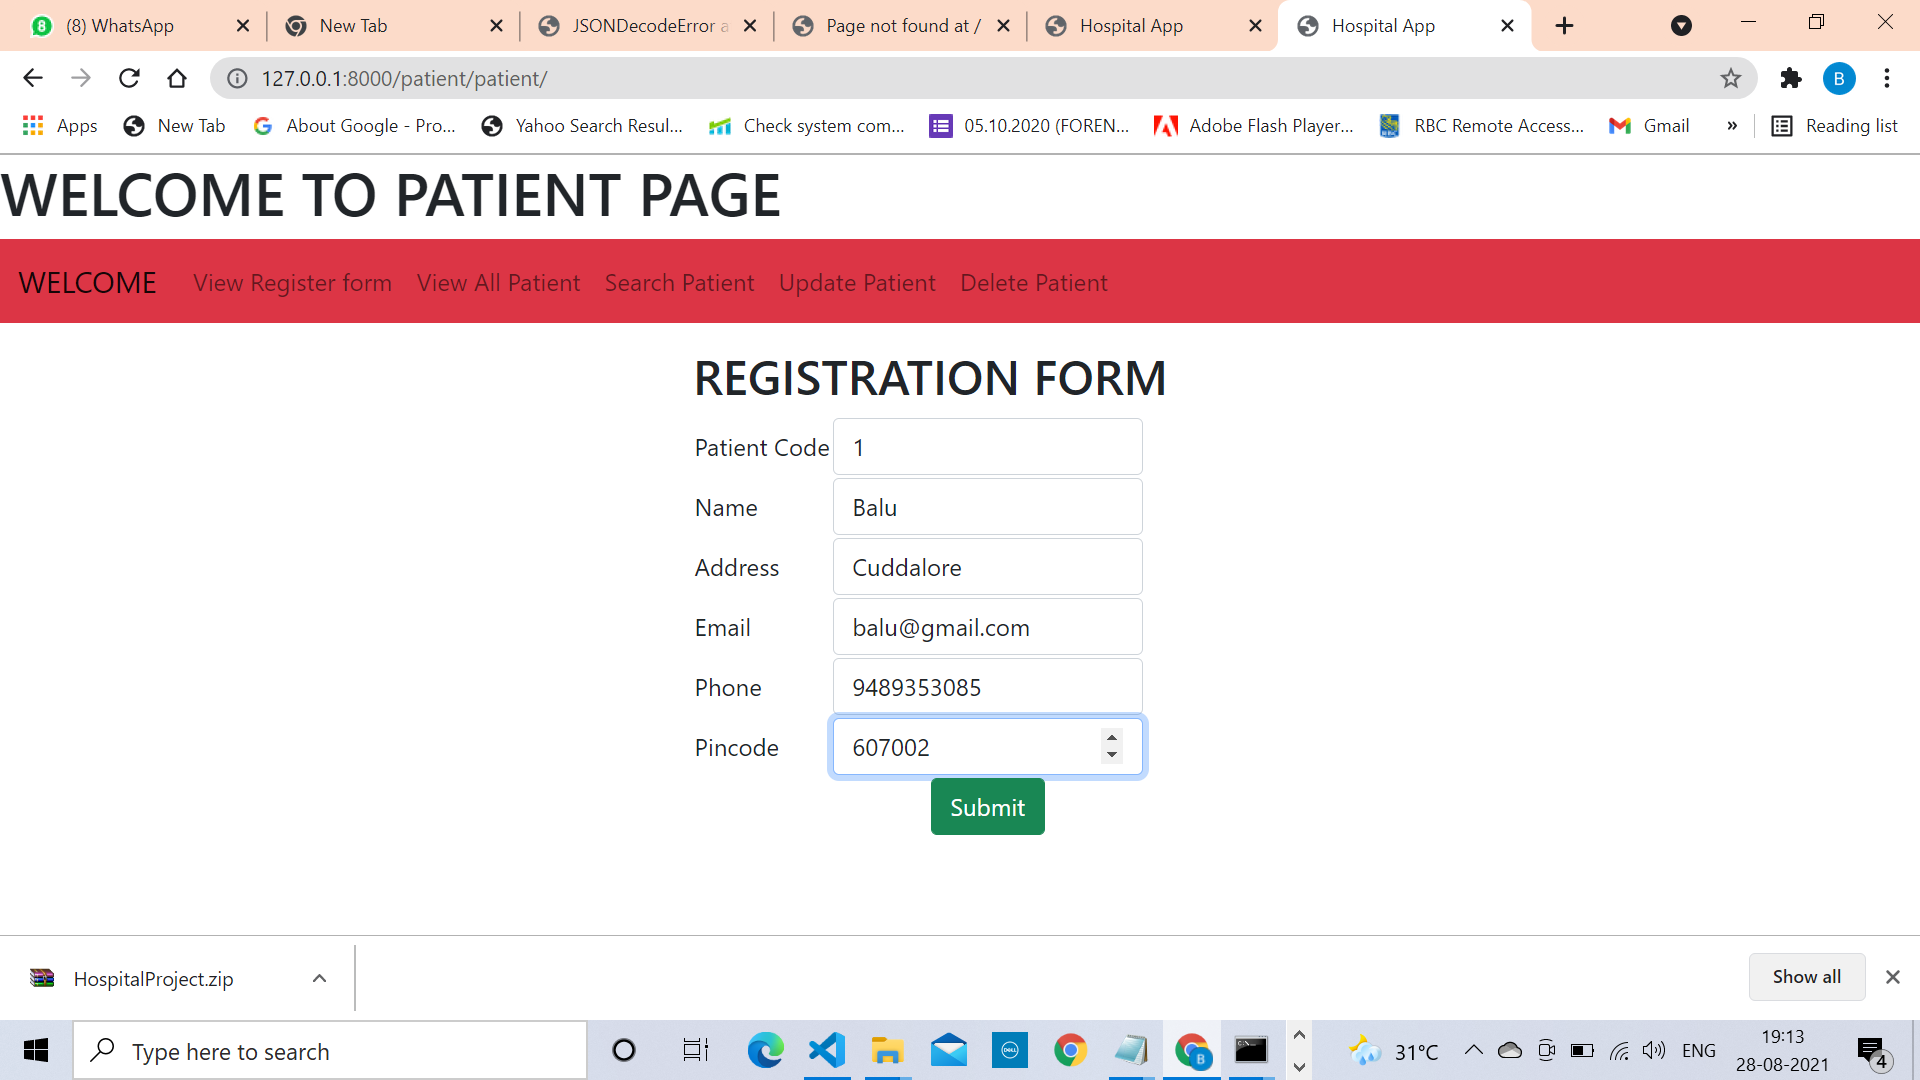 (8) WhatsApp
New Tab
JSONDecodeError a
Page not found at /
Hospital App
Hospital App
B
127.0.0.1:8000/patient/patient/
Apps
New Tab
About Google - Pro...
Yahoo Search Resul...
Check system com...
05.10.2020 (FOREN...
Adobe Flash Player...
RBC Remote Access...
Gmail
»
Reading list
WELCOME TO PATIENT PAGE
WELCOME View Register form View All Patient Search Patient Update Patient Delete Patient
REGISTRATION FORM
Patient Code 1
Name Balu
Address Cuddalore
Email balu@gmail.com
Phone 9489353085
Pincode 607002
Submit
HospitalProject.zip
Show all
Type here to search
31°C
ENG
19:13
28-08-2021
4